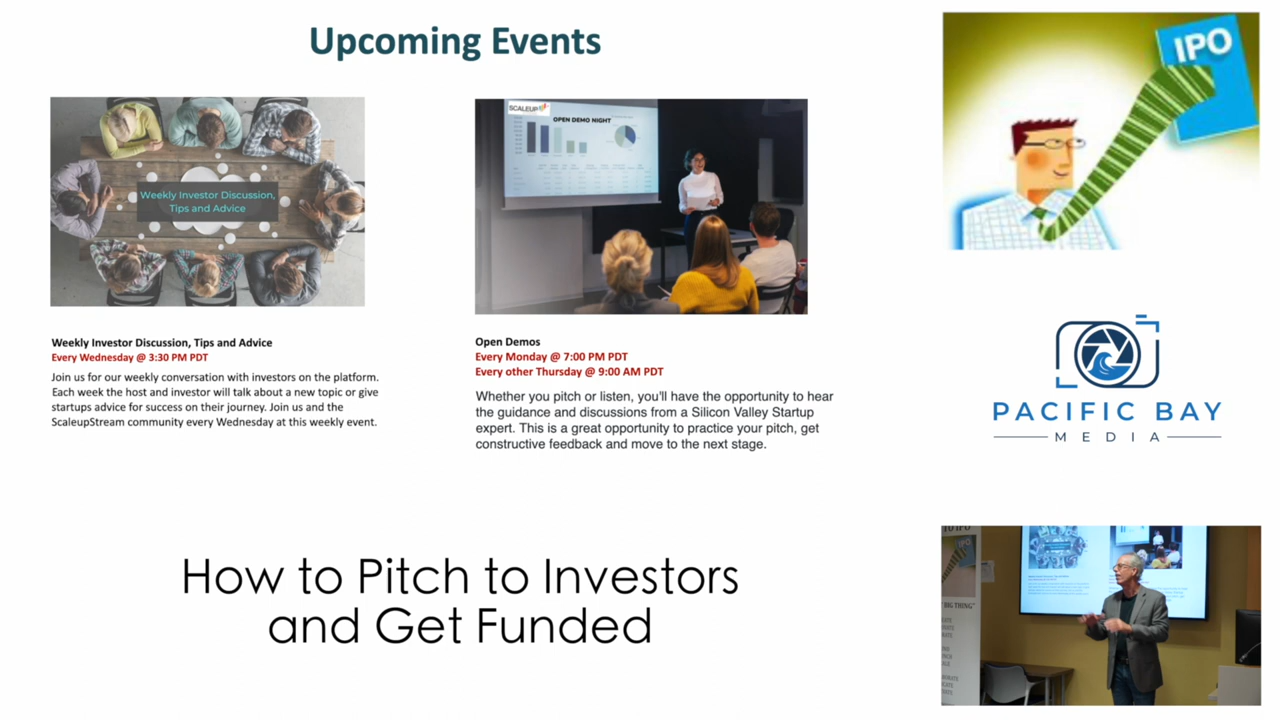 Upcoming Events
IPO
Weekly Investor Discussion,
Tips and Advice
SCALEUP
OPEN DEMO NIGHT
Weekly Investor Discussion, Tips and Advice
Every Wednesday @ 3:30 PM PDT
Join us for our weekly conversation with investors on the platform.
Each week the host and investor will talk about a new topic or give
startups advice for success on their journey. Join us and the
ScaleupStream community every Wednesday at this weekly event.
Open Demos
Every Monday @ 7:00 PM PDT
Every other Thursday @ 9:00 AM PDT
Whether you pitch or listen, you'll have the opportunity to hear
the guidance and discussions from a Silicon Valley Startup
expert. This is a great opportunity to practice your pitch, get
constructive feedback and move to the next stage.
PACIFIC BAY
MEDIA
How to Pitch to Investors
and Get Funded
TO IPO
IPO
BIG THING"